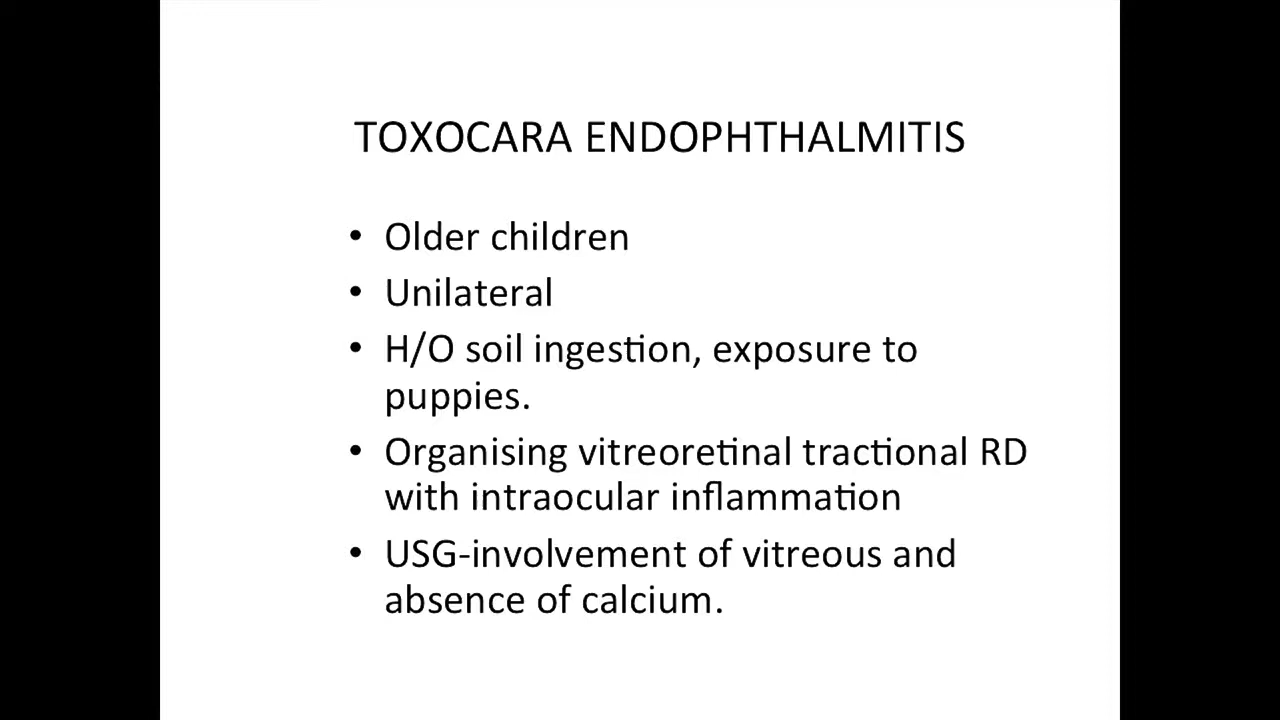 TOXOCARA ENDOPHTHALMITIS
• Older children
• Unilateral
• H/O soil ingestion, exposure to
puppies.
• Organising vitreoretinal tractional RD
with intraocular inflammation
• USG-involvement of vitreous and
absence of calcium.